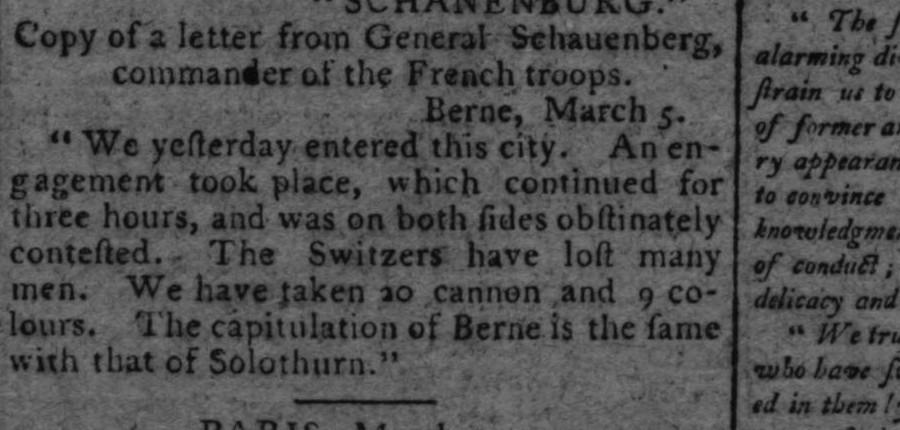 "SCHANENBURG."
Copy of a letter from General Schauenberg,
commander of the French troops.
Berne, March 5.
"We yeſterday entered this city. An en-
gagement took place, which continued for
three hours, and was on both ſides obſtinately
conteſted. The Switzers have loſt many
men. We have taken 20 cannon and 9 co-
lours. The capitulation of Berne is the ſame
with that of Solothurn."
PARIS, March
"The
alarming
ſtrain us to
of former
ry
to convince
of conduct;
delicacy and
"We
who have
ed in them!